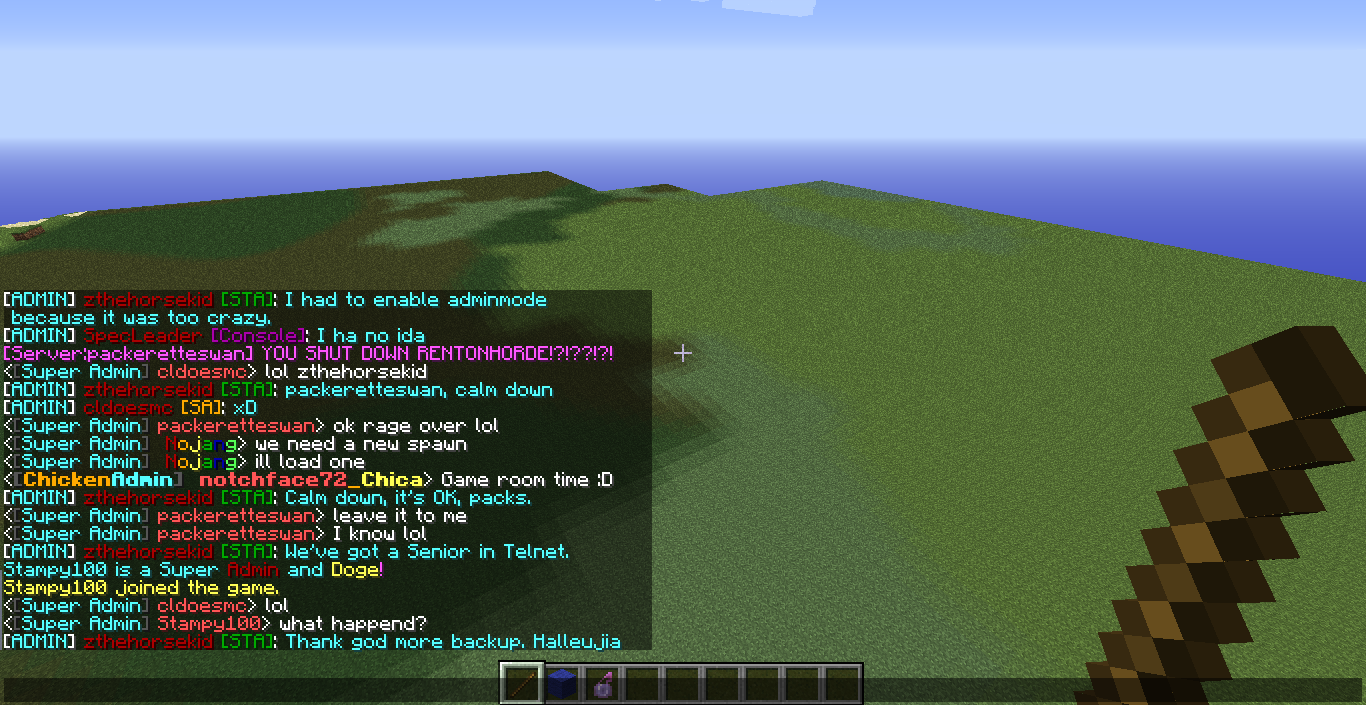 [ADMIN] zthehorsekid [STA]: I had to enable adminmode
because it was too crazy.
[ADMIN] SpecLeader [Console]: I ha no ida
[Server:packeretteswan] YOU SHUT DOWN RENTONHORDE!?!??!?!
<[Super Admin] cldoesmc> lol zthehorsekid
[ADMIN] zthehorsekid [STA]: packeretteswan, calm down
[ADMIN] cldoesmc [SA]: xD
<[Super Admin] packeretteswan> ok rage over lol
<[Super Admin] Nojang> we need a new spawn
<[Super Admin] Nojang> ill load one
<[ChickenAdmin] notchface72_Chica> Game room time :D
[ADMIN] zthehorsekid [STA]: Calm down, it's OK, packs.
<[Super Admin] packeretteswan> leave it to me
<[Super Admin] packeretteswan> I know lol
[ADMIN] zthehorsekid [STA]: We've got a Senior in Telnet.
Stampy100 is a Super Admin and Doge!
Stampy100 joined the game.
<[Super Admin] cldoesmc> lol
<[Super Admin] Stampy100> what happend?
[ADMIN] zthehorsekid [STA]: Thank god more backup. Halleujia